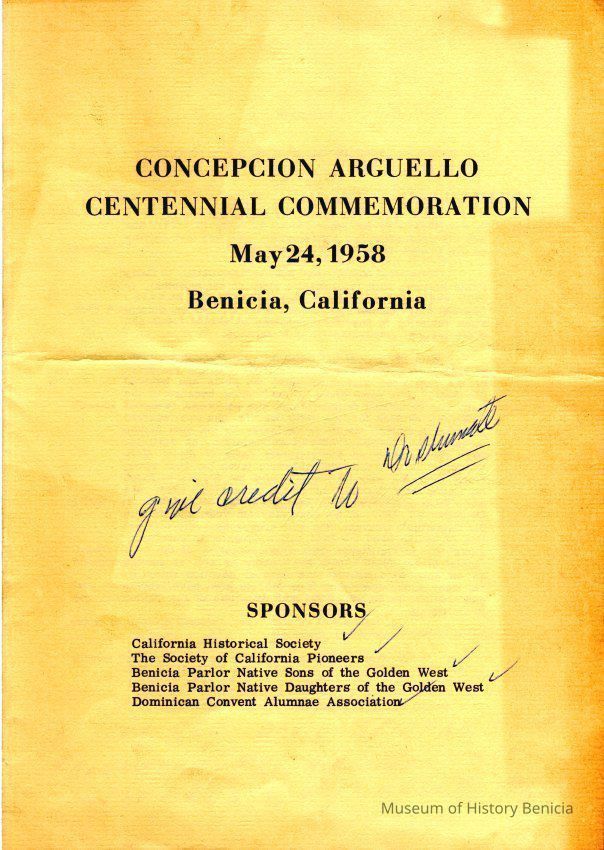 CONCEPCION ARGUELLO
CENTENNIAL COMMEMORATION
May 24, 1958
Benicia, California
give credit to Dr Shumate
SPONSORS
California Historical Society
The Society of California Pioneers
Benicia Parlor Native Sons of the Golden West
Benicia Parlor Native Daughters of the Golden West
Dominican Convent Alumnae Association
Museum of History Benicia